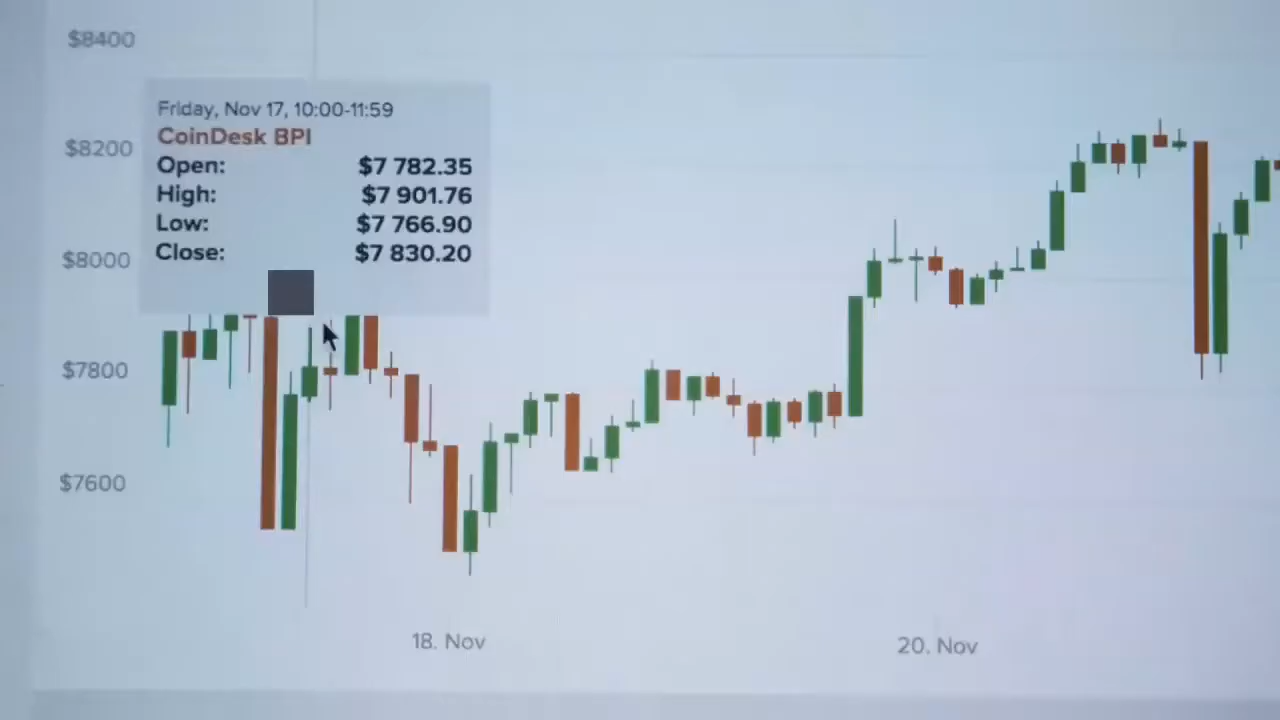 $8400
Friday, Nov 17, 10:00-11:59
CoinDesk BPI
$8200
Open: $7 782.35
High: $7 901.76
Low: $7 766.90
Close: $7 830.20
$8000
$7800
$7600
18. Nov
20. Nov